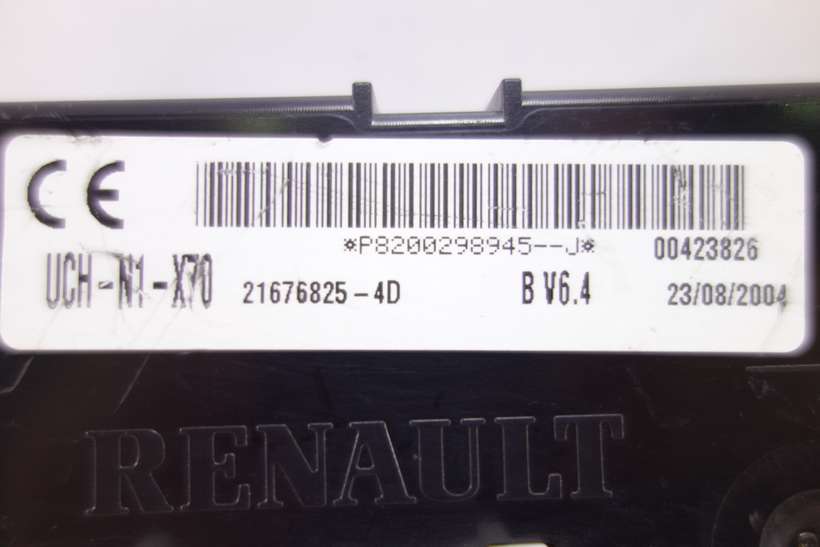 CE
*P8200298945--J* 00423826
UCH-N1-X70 21676825-4D B V6.4 23/08/2004
RENAULT